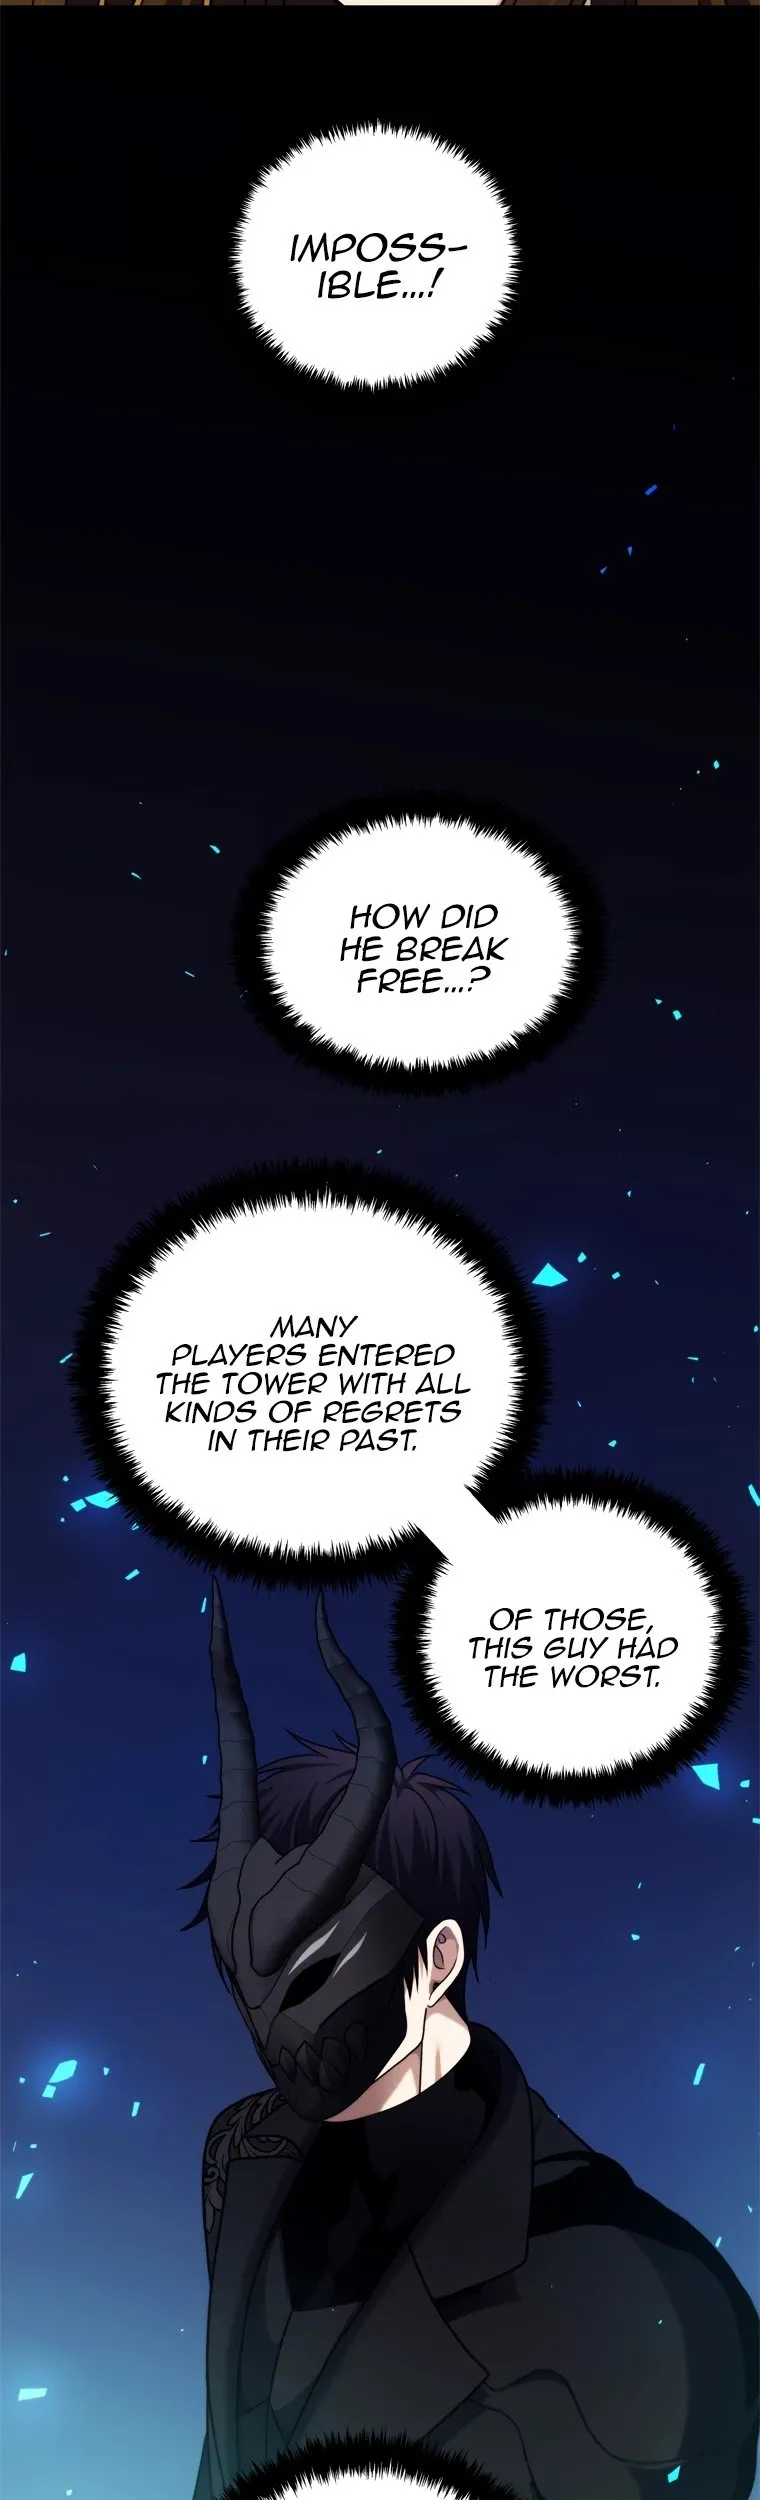 IMPOSS-
IBLE...!
HOW DID
HE BREAK
FREE...?
MANY
PLAYERS ENTERED
THE TOWER WITH ALL
KINDS OF REGRETS
IN THEIR PAST.
OF THOSE,
THIS GUY HAD
THE WORST.